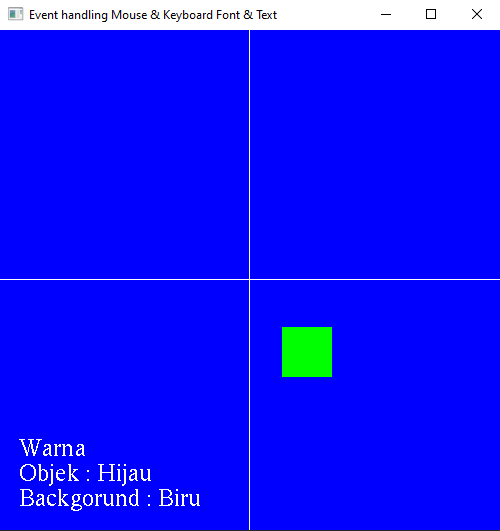 Event handling Mouse & Keyboard Font & Text
Warna
Objek : Hijau
Backgorund : Biru